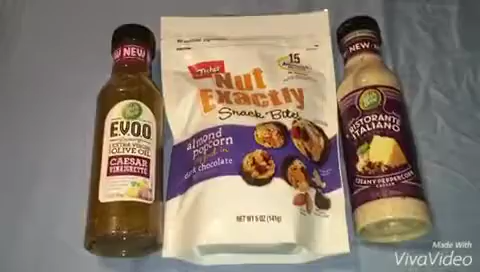 NEW
EVOO
EXTRA VIRGIN
OLIVE OIL
CAESAR
VINAIGRETTE
Nut
Exactly
Snack Bites
15
almond
popcorn
dark chocolate
NET WT 5 OZ (141g)
NEW
RISTORANTE
ITALIANO
CREAMY PEPPERCORN
Made With
VivaVideo